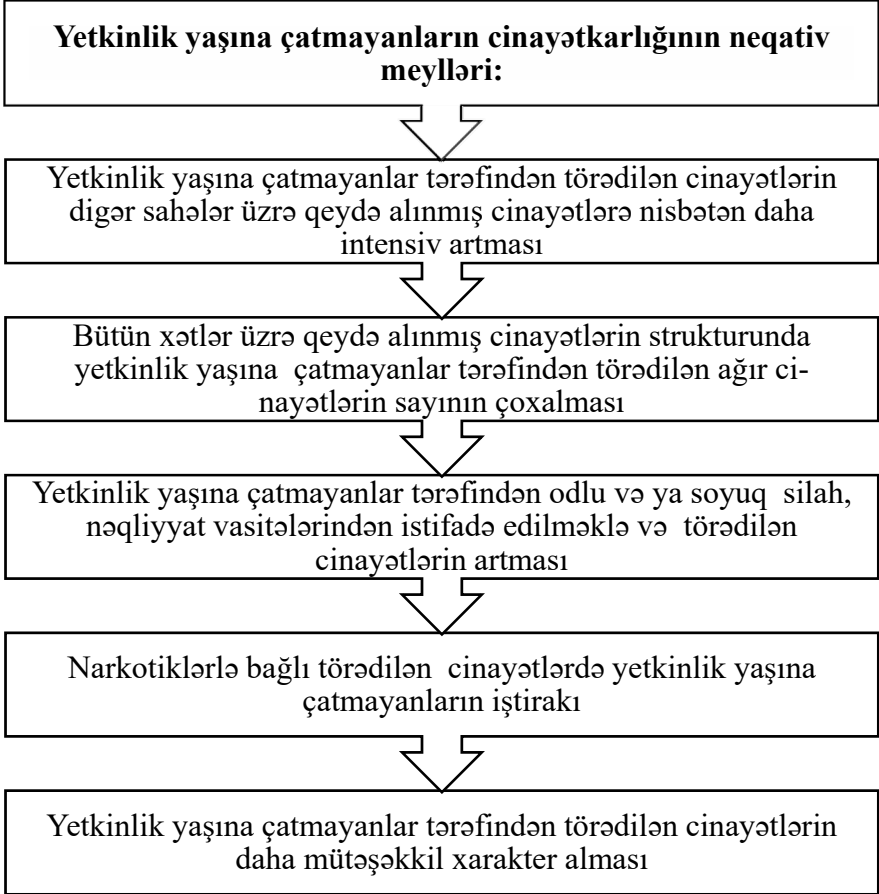 Yetkinlik yaşına çatmayanların cinayətkarlığının neqativ
meylləri:
Yetkinlik yaşına çatmayanlar tərəfindən törədilən cinayətlərin
digər sahələr üzrə qeydə alınmış cinayətlərə nisbətən daha
intensiv artması
Bütün xətlər üzrə qeydə alınmış cinayətlərin strukturunda
yetkinlik yaşına çatmayanlar tərəfindən törədilən ağır ci-
nayətlərin sayının çoxalması
Yetkinlik yaşına çatmayanlar tərəfindən odlu və ya soyuq silah,
nəqliyyat vasitələrindən istifadə edilməklə və törədilən
cinayətlərin artması
Narkotiklərlə bağlı törədilən cinayətlərdə yetkinlik yaşına
çatmayanların iştirakı
Yetkinlik yaşına çatmayanlar tərəfindən törədilən cinayətlərin
daha mütəşəkkil xarakter alması